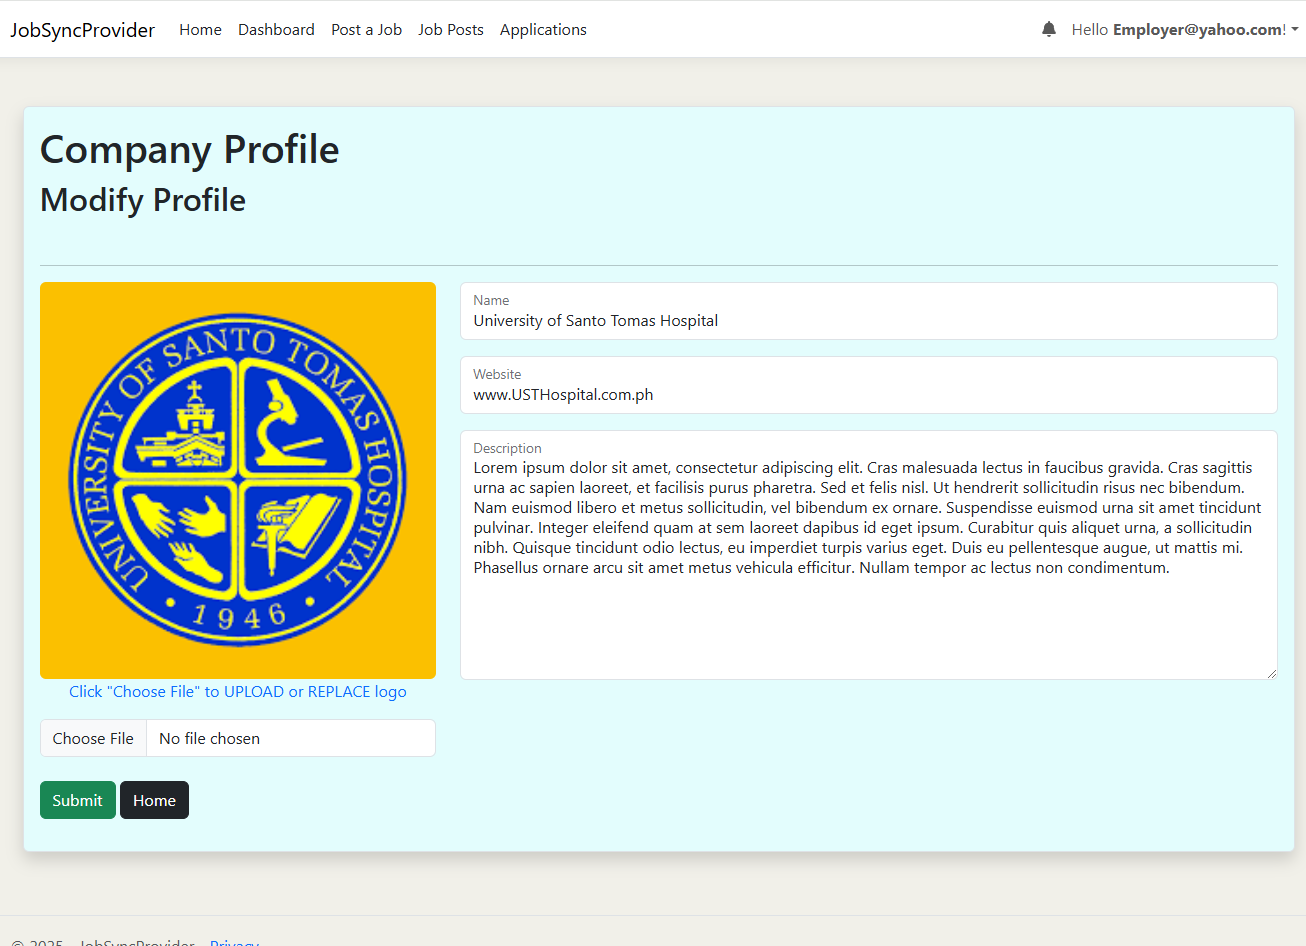 JobSyncProvider Home Dashboard Post a Job Job Posts Applications Hello Employer@yahoo.com!
Company Profile
Modify Profile
UNIVERSITY OF SANTO TOMAS HOSPITAL
• 1946 •
Click "Choose File" to UPLOAD or REPLACE logo
Choose File No file chosen
Name
University of Santo Tomas Hospital
Website
www.USTHospital.com.ph
Description
Lorem ipsum dolor sit amet, consectetur adipiscing elit. Cras malesuada lectus in faucibus gravida. Cras sagittis
urna ac sapien laoreet, et facilisis purus pharetra. Sed et felis nisl. Ut hendrerit sollicitudin risus nec bibendum.
Nam euismod libero et metus sollicitudin, vel bibendum ex ornare. Suspendisse euismod urna sit amet tincidunt
pulvinar. Integer eleifend quam at sem laoreet dapibus id eget ipsum. Curabitur quis aliquet urna, a sollicitudin
nibh. Quisque tincidunt odio lectus, eu imperdiet turpis varius eget. Duis eu pellentesque augue, ut mattis mi.
Phasellus ornare arcu sit amet metus vehicula efficitur. Nullam tempor ac lectus non condimentum.
Submit Home
© 2025 - JobSyncProvider - Privacy